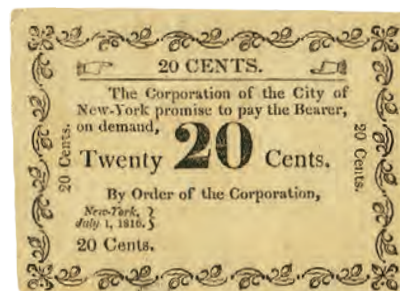 20 CENTS.
The Corporation of the City of
New-York promise to pay the Bearer,
on demand,
Twenty 20 Cents.
By Order of the Corporation,
New-York,
July 1, 1816.
20 Cents.
20 Cents.
20 Cents.